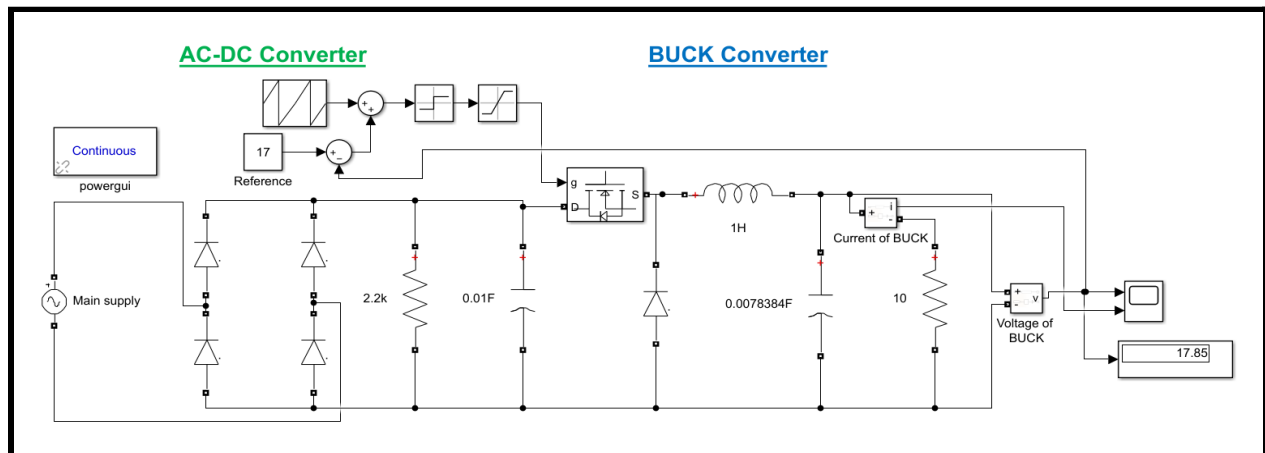 AC-DC Converter
BUCK Converter
Continuous
powergui
17
Reference
g
D
S
1H
i
Current of BUCK
Main supply
2.2k
0.01F
0.0078384F
10
v
Voltage of
BUCK
17.85